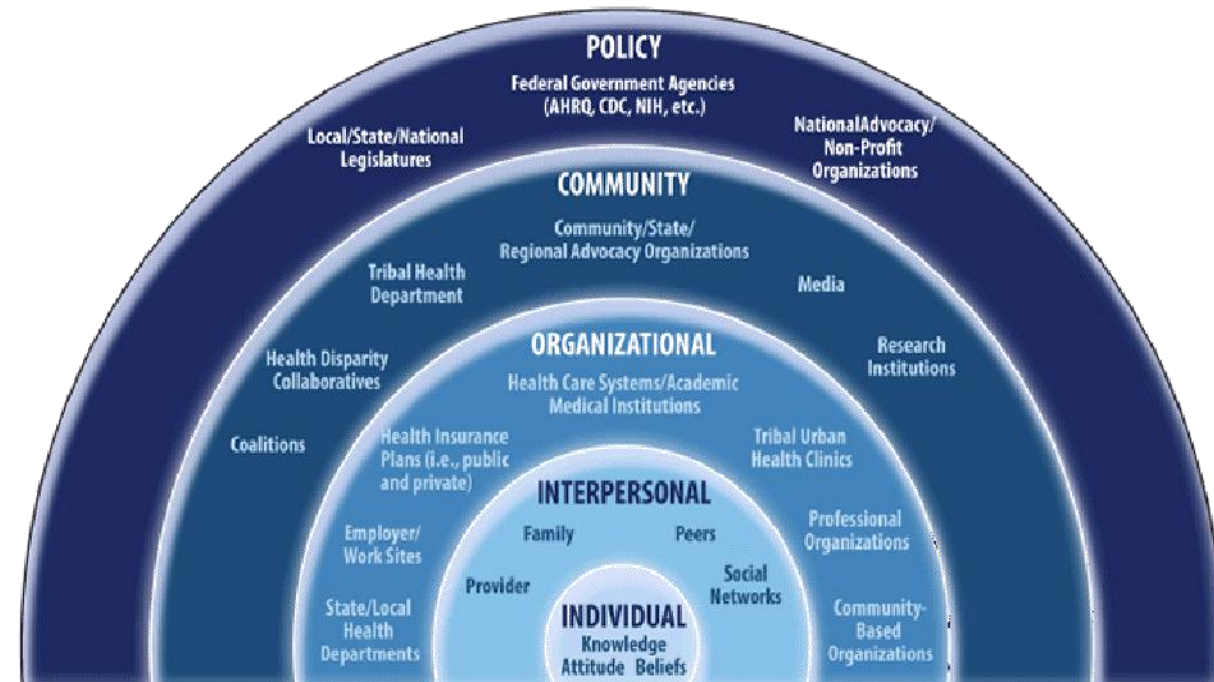 POLICY
Federal Government Agencies
(AHRQ, CDC, NIH, etc.)
Local/State/National
Legislatures
NationalAdvocacy/
Non-Profit
Organizations
COMMUNITY
Community/State/
Regional Advocacy Organizations
Tribal Health
Department
Media
Health Disparity
Collaboratives
Research
Institutions
Coalitions
ORGANIZATIONAL
Health Care Systems/Academic
Medical Institutions
Health Insurance
Plans (i.e., public
and private)
Tribal Urban
Health Clinics
Employer/
Work Sites
Professional
Organizations
State/Local
Health
Departments
Community-
Based
Organizations
INTERPERSONAL
Family
Peers
Provider
Social
Networks
INDIVIDUAL
Knowledge
Attitude Beliefs